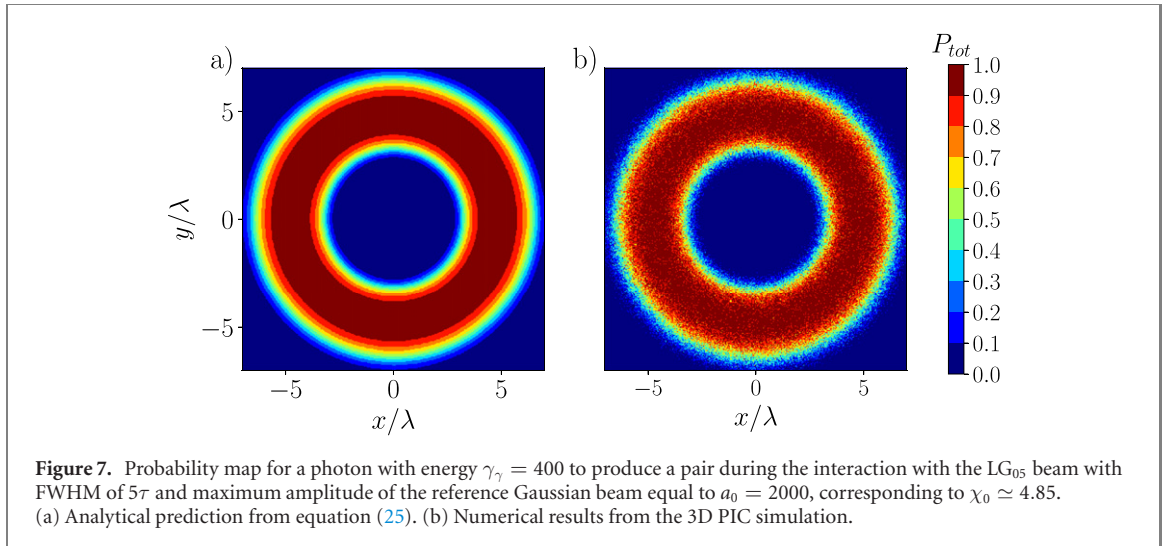 a)
b)
P_tot
5
0
−5
y/λ
−5
0
5
x/λ
−5
0
5
x/λ
1.0
0.9
0.8
0.7
0.6
0.5
0.4
0.3
0.2
0.1
0.0
Figure 7. Probability map for a photon with energy γ_γ = 400 to produce a pair during the interaction with the LG₀₅ beam with
FWHM of 5τ and maximum amplitude of the reference Gaussian beam equal to a₀ = 2000, corresponding to χ₀ ≃ 4.85.
(a) Analytical prediction from equation (25). (b) Numerical results from the 3D PIC simulation.